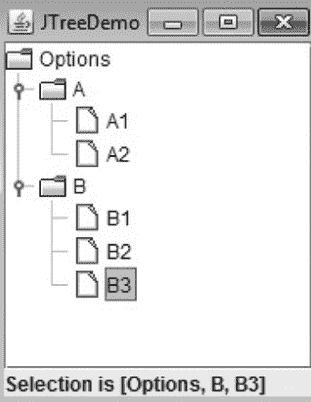 JTreeDemo
Options
A
A1
A2
B
B1
B2
B3
Selection is [Options, B, B3]